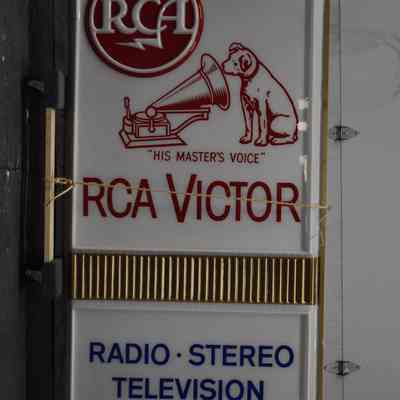 RCA
"HIS MASTER'S VOICE"
RCA VICTOR
RADIO · STEREO
TELEVISION